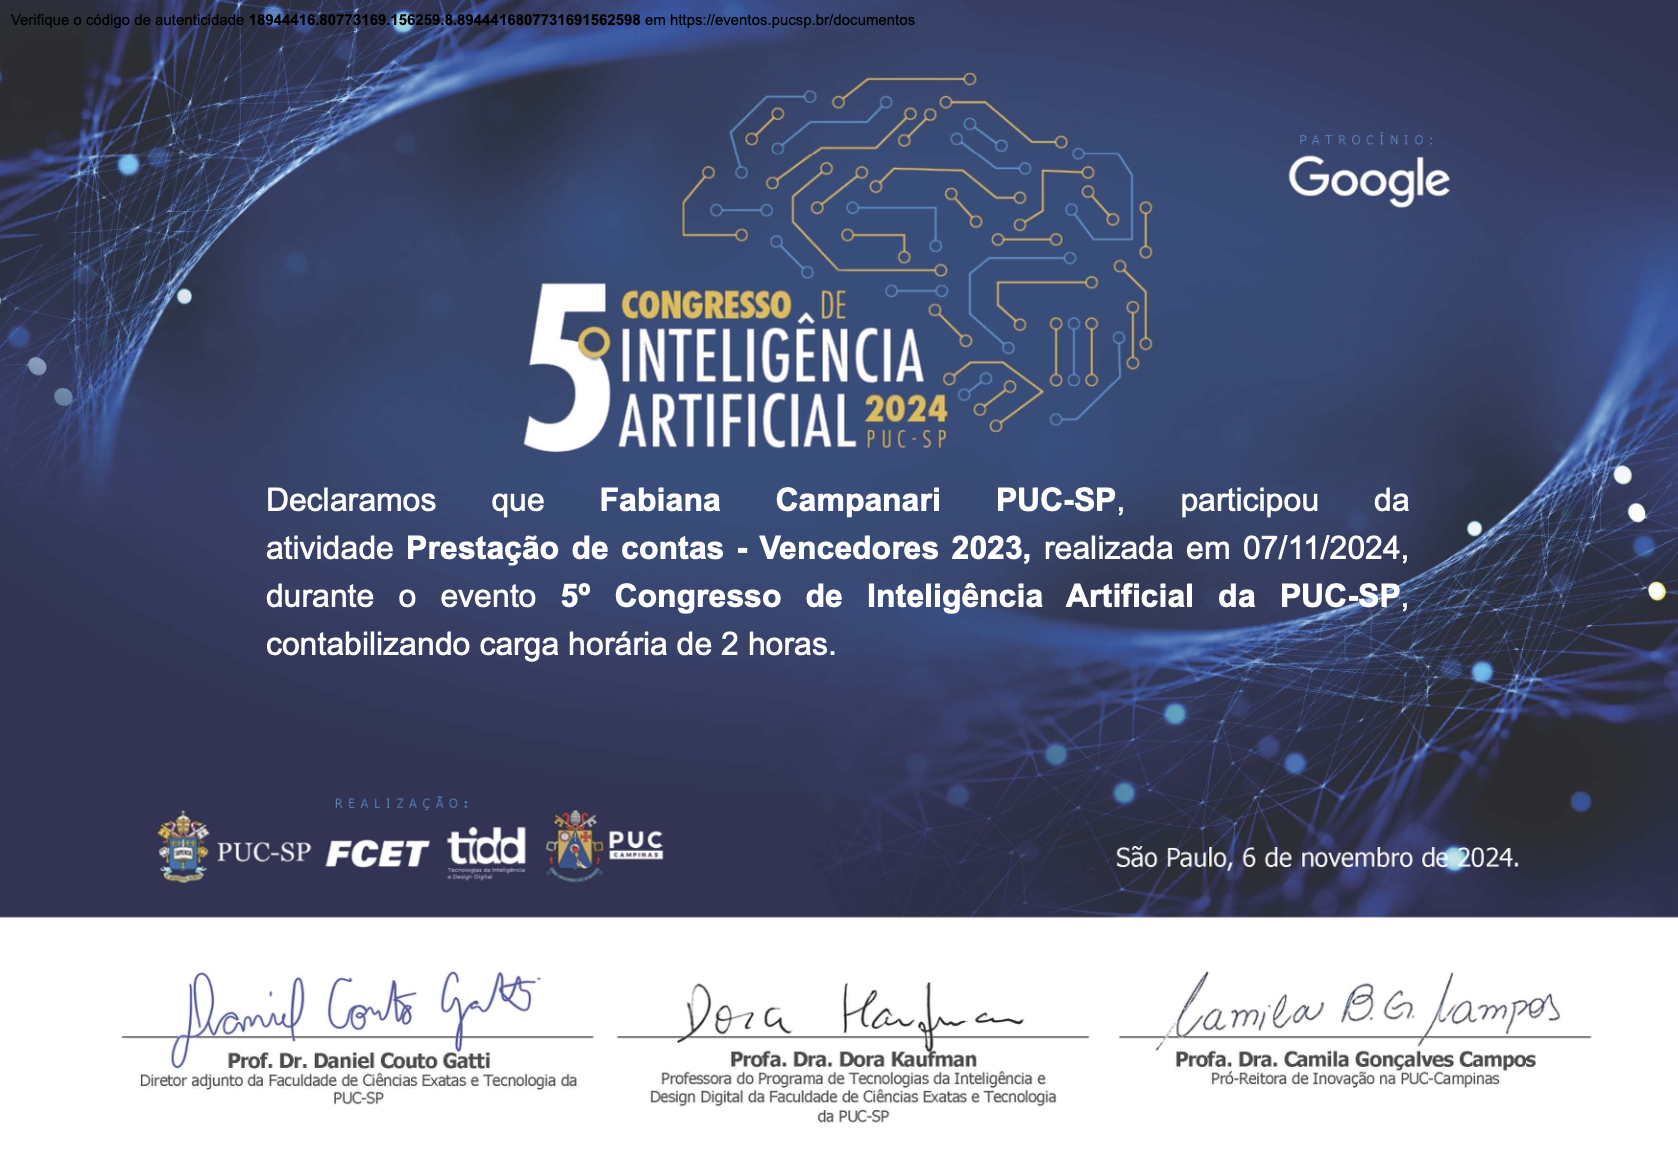 Verifique o código de autenticidade 18944416.80773169.156259.8.8944416807731691562598 em https://eventos.pucsp.br/documentos
PATROCÍNIO:
Google
5º CONGRESSO DE
INTELIGÊNCIA
ARTIFICIAL 2024
PUC-SP
Declaramos que Fabiana Campanari PUC-SP, participou da
atividade Prestação de contas - Vencedores 2023, realizada em 07/11/2024,
durante o evento 5º Congresso de Inteligência Artificial da PUC-SP,
contabilizando carga horária de 2 horas.
REALIZAÇÃO:
PUC-SP FCET tidd PUC
CAMPINAS
Tecnologias da Inteligência
e Design Digital
São Paulo, 6 de novembro de 2024.
Daniel Couto Gatti
Dora Kaufman
Camila B. G. Campos
Prof. Dr. Daniel Couto Gatti
Diretor adjunto da Faculdade de Ciências Exatas e Tecnologia da
PUC-SP
Profa. Dra. Dora Kaufman
Professora do Programa de Tecnologias da Inteligência e
Design Digital da Faculdade de Ciências Exatas e Tecnologia
da PUC-SP
Profa. Dra. Camila Gonçalves Campos
Pró-Reitora de Inovação na PUC-Campinas